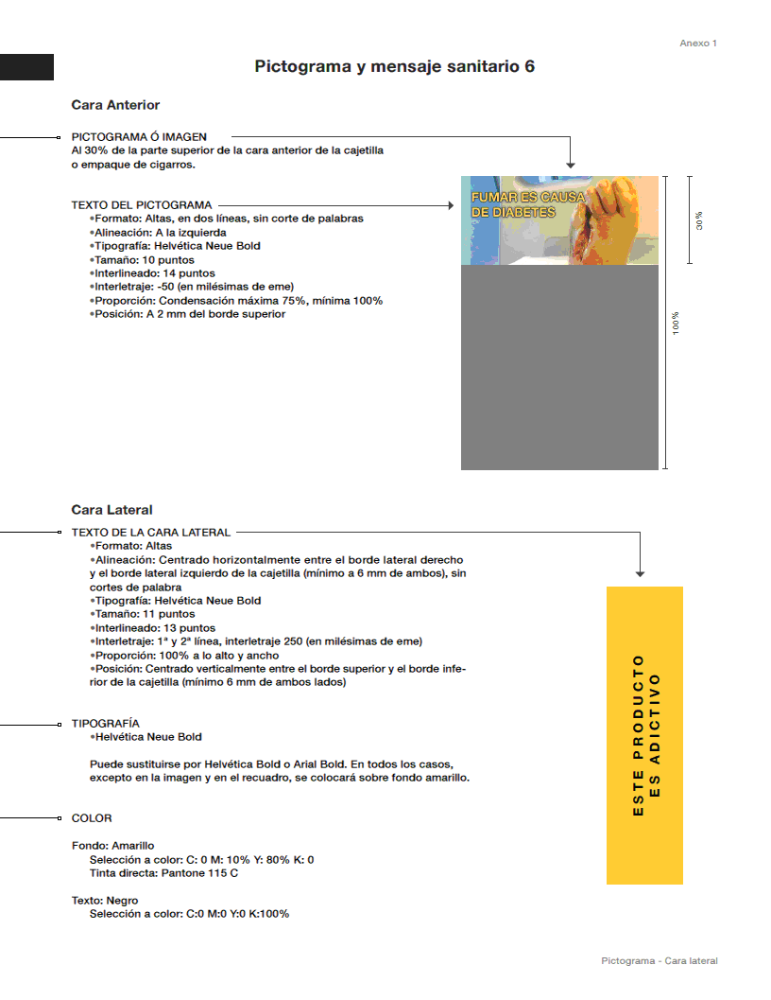 Anexo 1
Pictograma y mensaje sanitario 6
Cara Anterior
PICTOGRAMA Ó IMAGEN
Al 30% de la parte superior de la cara anterior de la cajetilla
o empaque de cigarros.
TEXTO DEL PICTOGRAMA
•Formato: Altas, en dos líneas, sin corte de palabras
•Alineación: A la izquierda
•Tipografía: Helvética Neue Bold
•Tamaño: 10 puntos
•Interlineado: 14 puntos
•Interletraje: -50 (en milésimas de eme)
•Proporción: Condensación máxima 75%, mínima 100%
•Posición: A 2 mm del borde superior
FUMAR ES CAUSA
DE DIABETES
30%
100%
Cara Lateral
TEXTO DE LA CARA LATERAL
•Formato: Altas
•Alineación: Centrado horizontalmente entre el borde lateral derecho
y el borde lateral izquierdo de la cajetilla (mínimo a 6 mm de ambos), sin
cortes de palabra
•Tipografía: Helvética Neue Bold
•Tamaño: 11 puntos
•Interlineado: 13 puntos
•Interletraje: 1ª y 2ª línea, interletraje 250 (en milésimas de eme)
•Proporción: 100% a lo alto y ancho
•Posición: Centrado verticalmente entre el borde superior y el borde infe-
rior de la cajetilla (mínimo 6 mm de ambos lados)
TIPOGRAFÍA
•Helvética Neue Bold
Puede sustituirse por Helvética Bold o Arial Bold. En todos los casos,
excepto en la imagen y en el recuadro, se colocará sobre fondo amarillo.
COLOR
Fondo: Amarillo
Selección a color: C: 0 M: 10% Y: 80% K: 0
Tinta directa: Pantone 115 C
Texto: Negro
Selección a color: C:0 M:0 Y:0 K:100%
ESTE PRODUCTO
ES ADICTIVO
Pictograma - Cara lateral